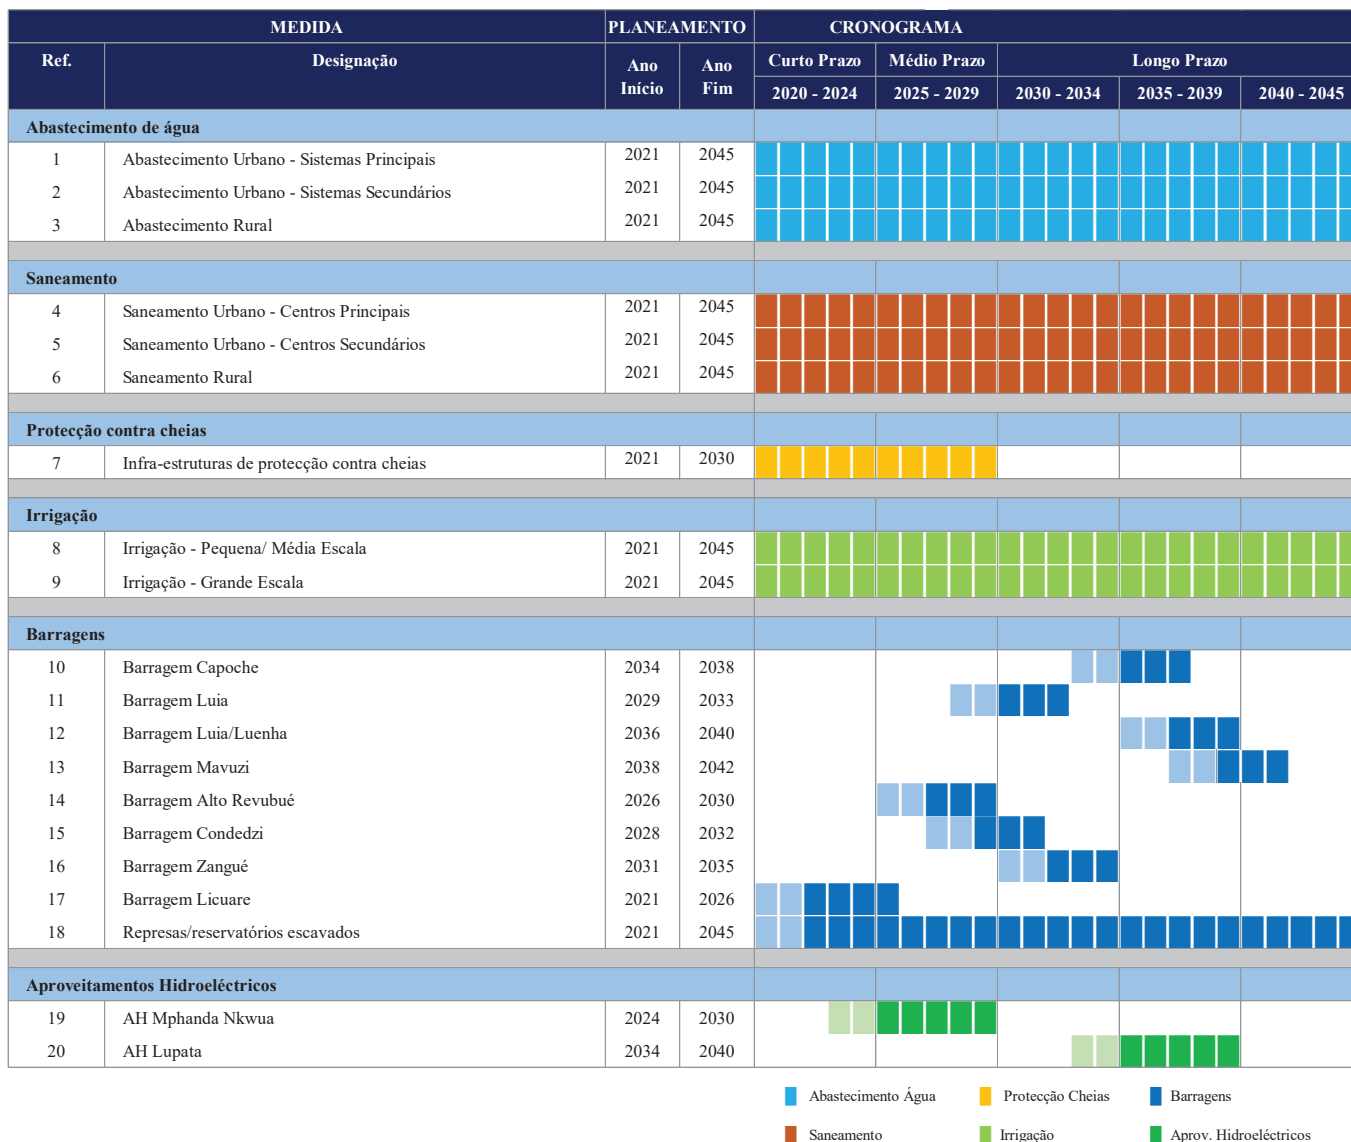 MEDIDA PLANEAMENTO CRONOGRAMA
Ref. Designação Ano Início Ano Fim Curto Prazo Médio Prazo Longo Prazo
2020 - 2024 2025 - 2029 2030 - 2034 2035 - 2039 2040 - 2045
Abastecimento de água
1 Abastecimento Urbano - Sistemas Principais 2021 2045
2 Abastecimento Urbano - Sistemas Secundários 2021 2045
3 Abastecimento Rural 2021 2045
Saneamento
4 Saneamento Urbano - Centros Principais 2021 2045
5 Saneamento Urbano - Centros Secundários 2021 2045
6 Saneamento Rural 2021 2045
Protecção contra cheias
7 Infra-estruturas de protecção contra cheias 2021 2030
Irrigação
8 Irrigação - Pequena/ Média Escala 2021 2045
9 Irrigação - Grande Escala 2021 2045
Barragens
10 Barragem Capoche 2034 2038
11 Barragem Luia 2029 2033
12 Barragem Luia/Luenha 2036 2040
13 Barragem Mavuzi 2038 2042
14 Barragem Alto Revubué 2026 2030
15 Barragem Condedzi 2028 2032
16 Barragem Zangué 2031 2035
17 Barragem Licuare 2021 2026
18 Represas/reservatórios escavados 2021 2045
Aproveitamentos Hidroeléctricos
19 AH Mphanda Nkwua 2024 2030
20 AH Lupata 2034 2040
Abastecimento Água Protecção Cheias Barragens
Saneamento Irrigação Aprov. Hidroeléctricos